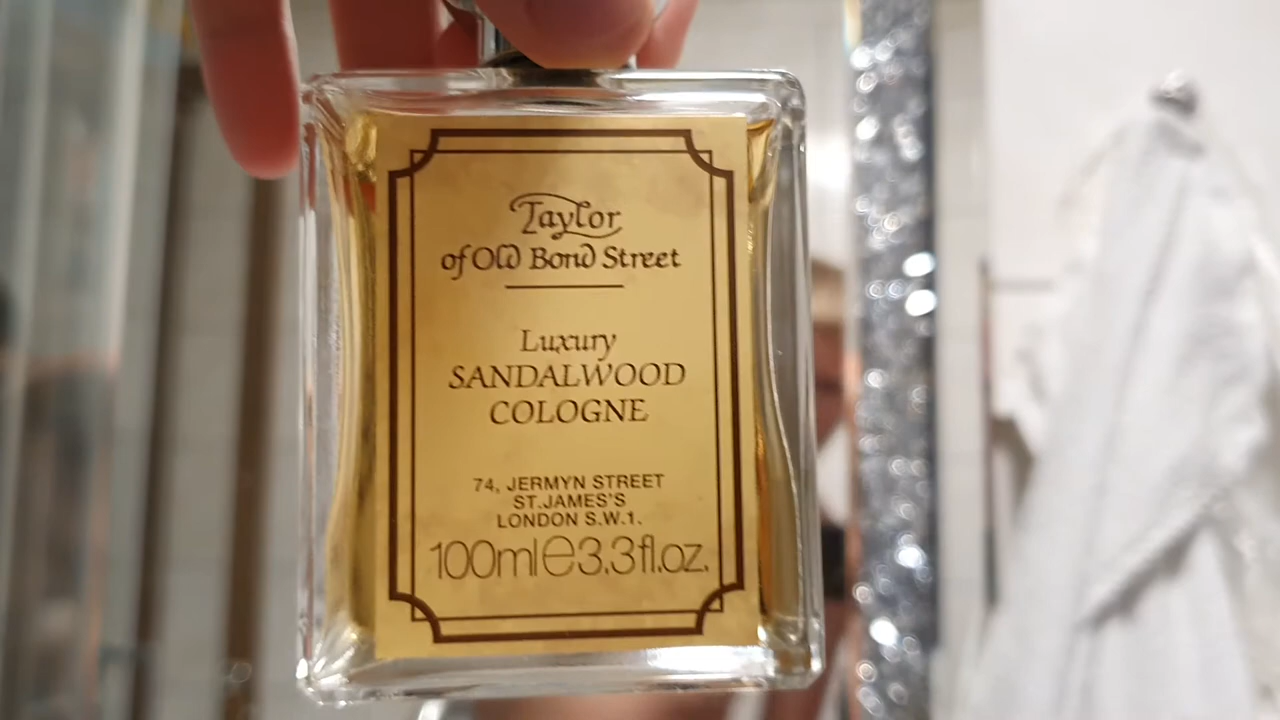 Taylor
of Old Bond Street
Luxury
SANDALWOOD
COLOGNE
74, JERMYN STREET
ST.JAMES'S
LONDON S.W.1.
100ml℮3.3fl.oz.